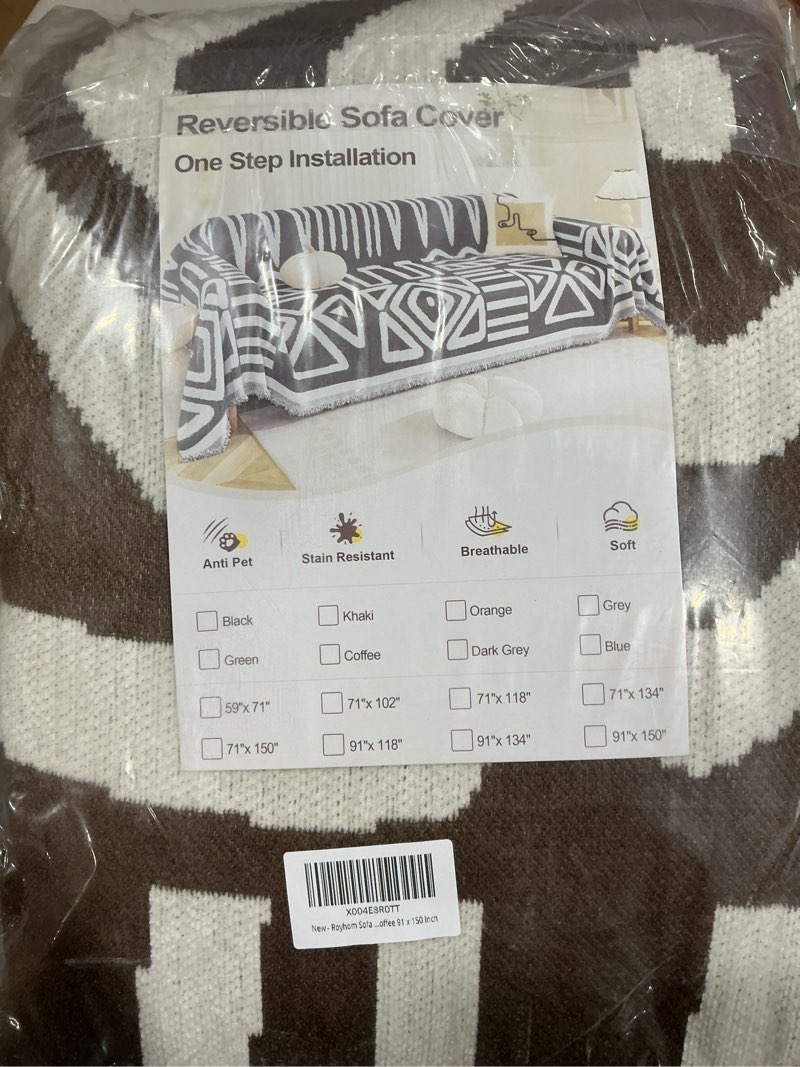 Reversible Sofa Cover
One Step Installation
Anti Pet Stain Resistant Breathable Soft
Black Khaki Orange Grey
Green Coffee Dark Grey Blue
59"x 71" 71"x 102" 71"x 118" 71"x 134"
71"x 150" 91"x 118" 91"x 134" 91"x 150"
X004E8R0TT
New - Royhom Sofa ...offee 91 x 150 Inch